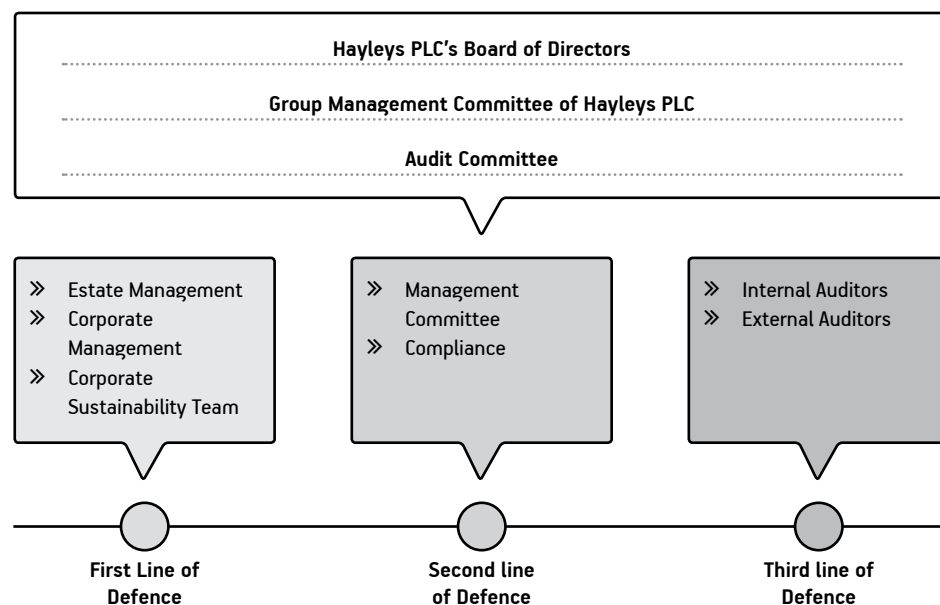 Hayleys PLC's Board of Directors
Group Management Committee of Hayleys PLC
Audit Committee
» Estate Management
» Corporate
Management
» Corporate
Sustainability Team
» Management
Committee
» Compliance
» Internal Auditors
» External Auditors
First Line of
Defence
Second line
of Defence
Third line of
Defence